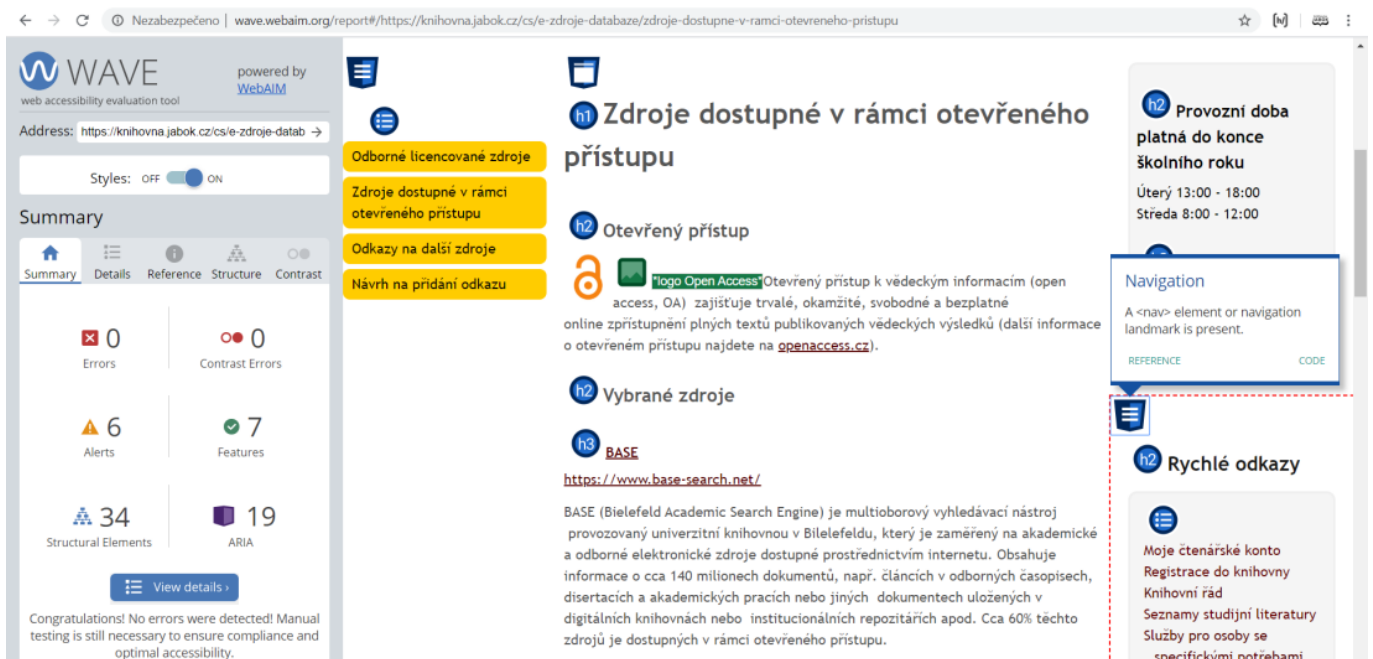 Nezabezpečeno | wave.webaim.org/report#/https://knihovna.jabok.cz/cs/e-zdroje-databaze/zdroje-dostupne-v-ramci-otevreneho-pristupu
WAVE
web accessibility evaluation tool
powered by
WebAIM
Address: https://knihovna.jabok.cz/cs/e-zdroje-datab →
Styles: OFF ON
Summary
Summary Details Reference Structure Contrast
0
Errors
0
Contrast Errors
6
Alerts
7
Features
34
Structural Elements
19
ARIA
View details ›
Congratulations! No errors were detected! Manual
testing is still necessary to ensure compliance and
optimal accessibility.
Odborné licencované zdroje
Zdroje dostupné v rámci
otevřeného přístupu
Odkazy na další zdroje
Návrh na přidání odkazu
h1 Zdroje dostupné v rámci otevřeného
přístupu
h2 Otevřený přístup
*logo Open Access*Otevřený přístup k vědeckým informacím (open
access, OA) zajišťuje trvalé, okamžité, svobodné a bezplatné
online zpřístupnění plných textů publikovaných vědeckých výsledků (další informace
o otevřeném přístupu najdete na openaccess.cz).
h2 Vybrané zdroje
h3 BASE
https://www.base-search.net/
BASE (Bielefeld Academic Search Engine) je multioborový vyhledávací nástroj
provozovaný univerzitní knihovnou v Bilelefeldu, který je zaměřený na akademické
a odborné elektronické zdroje dostupné prostřednictvím internetu. Obsahuje
informace o cca 140 milionech dokumentů, např. článcích v odborných časopisech,
disertacích a akademických pracích nebo jiných dokumentech uložených v
digitálních knihovnách nebo institucionálních repozitářích apod. Cca 60% těchto
zdrojů je dostupných v rámci otevřeného přístupu.
h2 Provozní doba
platná do konce
školního roku
Úterý 13:00 - 18:00
Středa 8:00 - 12:00
Navigation
A <nav> element or navigation
landmark is present.
REFERENCE CODE
h2 Rychlé odkazy
Moje čtenářské konto
Registrace do knihovny
Knihovní řád
Seznamy studijní literatury
Služby pro osoby se
specifickými potřebami